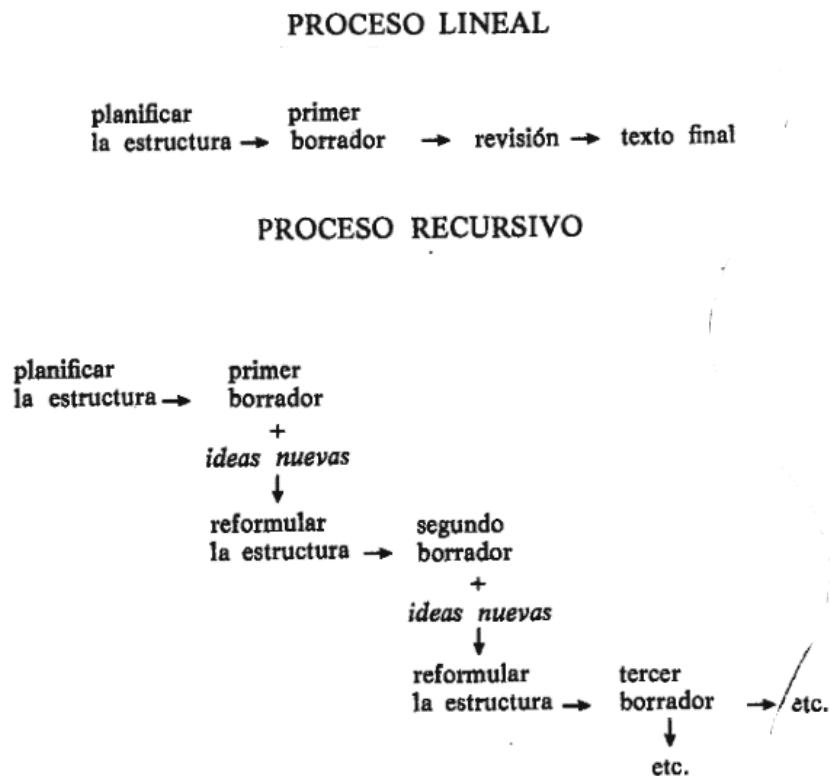 PROCESO LINEAL
planificar primer
la estructura → borrador → revisión → texto final
PROCESO RECURSIVO
planificar primer
la estructura → borrador
+
ideas nuevas
↓
reformular segundo
la estructura → borrador
+
ideas nuevas
↓
reformular tercer
la estructura → borrador → etc.
↓
etc.